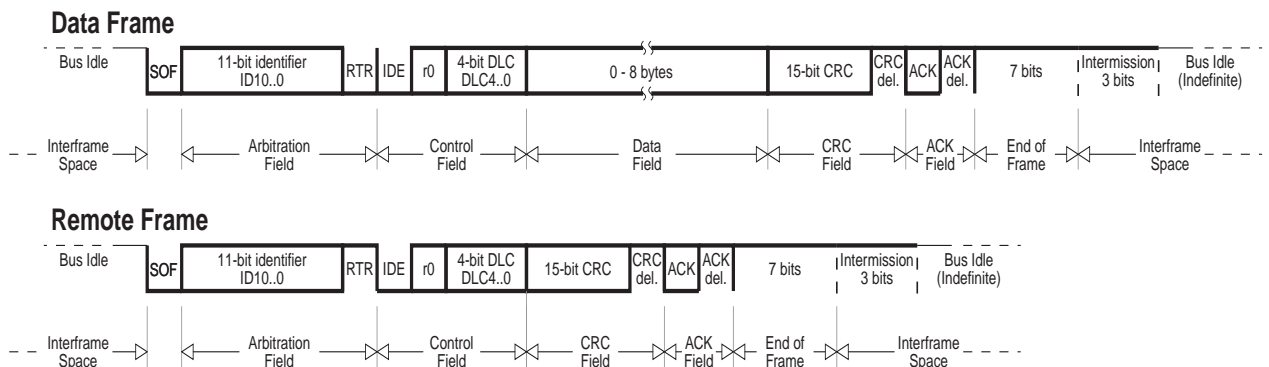 Data Frame
Bus Idle SOF 11-bit identifier ID10..0 RTR IDE r0 4-bit DLC DLC4..0 0 - 8 bytes 15-bit CRC CRC del. ACK ACK del. 7 bits Intermission 3 bits Bus Idle (Indefinite)
Interframe Space Arbitration Field Control Field Data Field CRC Field ACK Field End of Frame Interframe Space
Remote Frame
Bus Idle SOF 11-bit identifier ID10..0 RTR IDE r0 4-bit DLC DLC4..0 15-bit CRC CRC del. ACK ACK del. 7 bits Intermission 3 bits Bus Idle (Indefinite)
Interframe Space Arbitration Field Control Field CRC Field ACK Field End of Frame Interframe Space